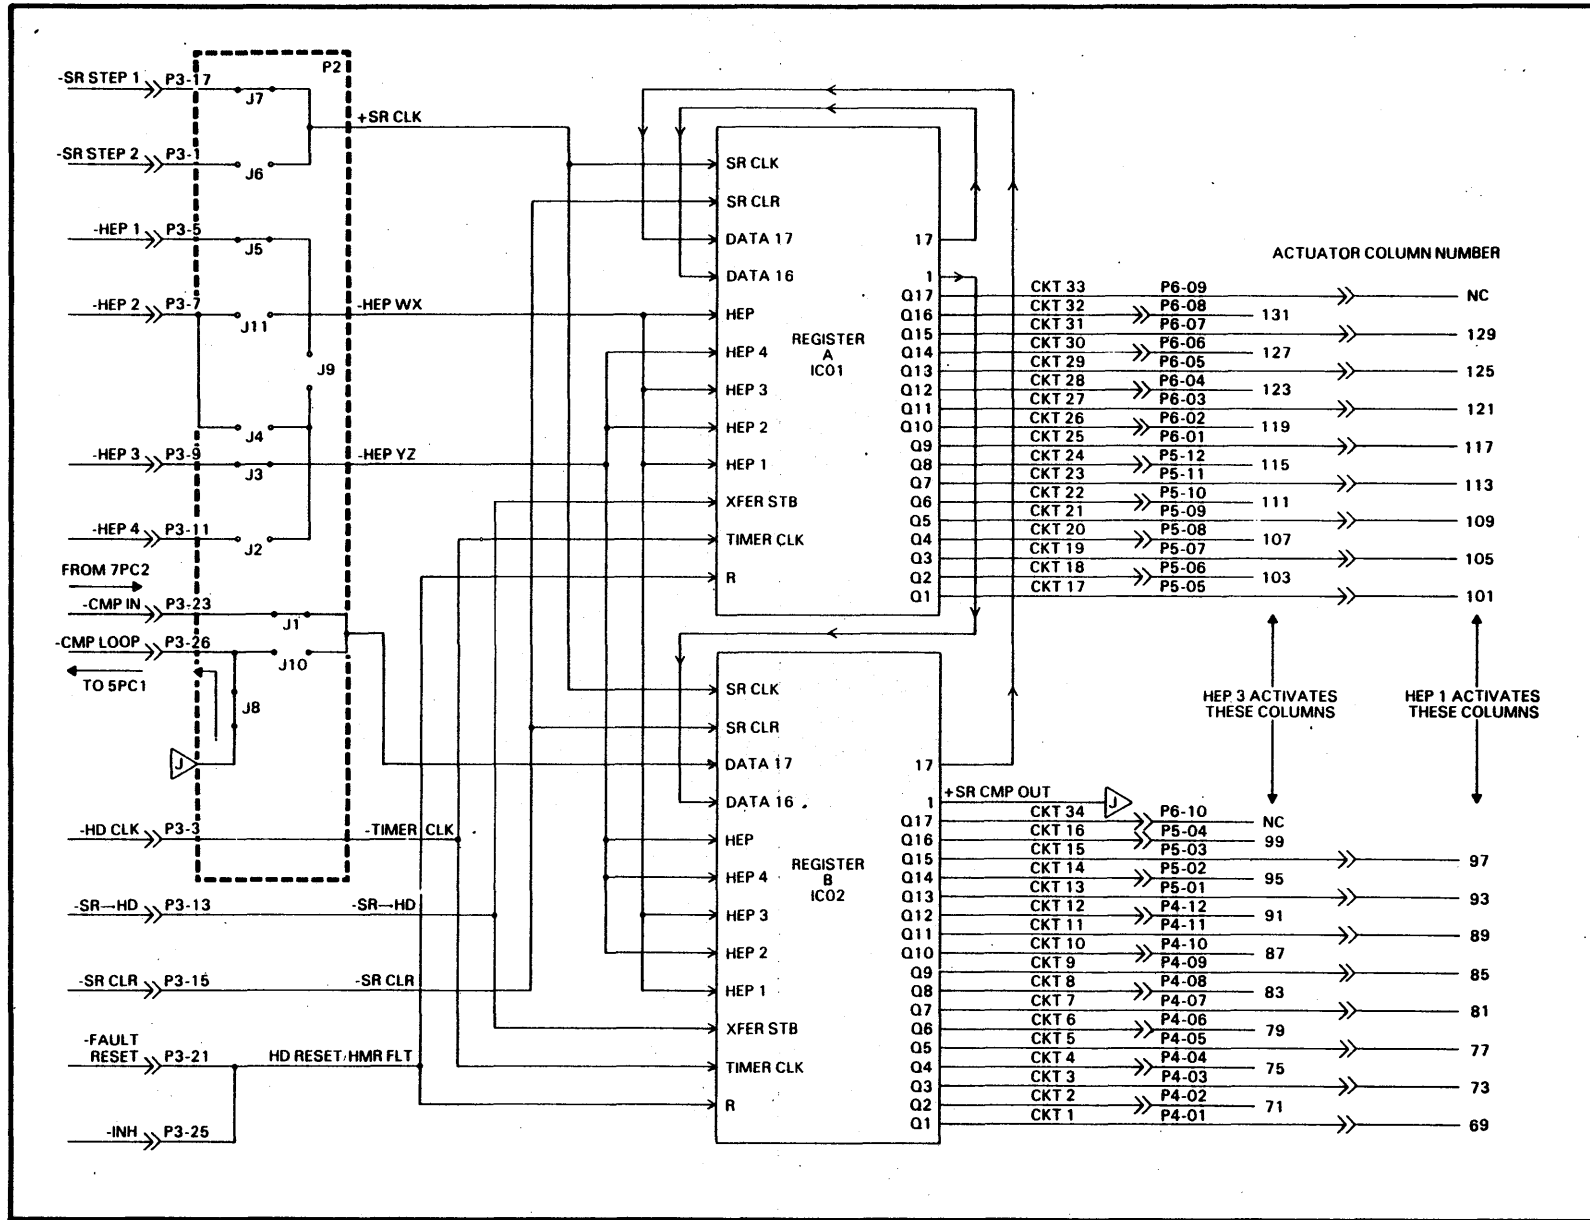 P2
-SR STEP 1 P3-17 J7
+SR CLK
-SR STEP 2 P3-1 J6
-HEP 1 P3-5 J5
-HEP 2 P3-7 J11 -HEP WX
J9
J4
-HEP 3 P3-9 J3 -HEP YZ
-HEP 4 P3-11 J2
FROM 7PC2
-CMP IN P3-23 J1
-CMP LOOP P3-26 J10
TO 5PC1
J8
J
-HD CLK P3-3 -TIMER CLK
-SR→HD P3-13 -SR→HD
-SR CLR P3-15 -SR CLR
-FAULT
RESET P3-21 HD RESET/HMR FLT
-INH P3-25
SR CLK
SR CLR
DATA 17
DATA 16
HEP
HEP 4
HEP 3
HEP 2
HEP 1
XFER STB
TIMER CLK
R
REGISTER
A
IC01
17
1
ACTUATOR COLUMN NUMBER
Q17 CKT 33 P6-09 NC
Q16 CKT 32 P6-08 131
Q15 CKT 31 P6-07 129
Q14 CKT 30 P6-06 127
Q13 CKT 29 P6-05 125
Q12 CKT 28 P6-04 123
Q11 CKT 27 P6-03 121
Q10 CKT 26 P6-02 119
Q9 CKT 25 P6-01 117
Q8 CKT 24 P5-12 115
Q7 CKT 23 P5-11 113
Q6 CKT 22 P5-10 111
Q5 CKT 21 P5-09 109
Q4 CKT 20 P5-08 107
Q3 CKT 19 P5-07 105
Q2 CKT 18 P5-06 103
Q1 CKT 17 P5-05 101
HEP 3 ACTIVATES
THESE COLUMNS
HEP 1 ACTIVATES
THESE COLUMNS
SR CLK
SR CLR
DATA 17
DATA 16
HEP
HEP 4
HEP 3
HEP 2
HEP 1
XFER STB
TIMER CLK
R
REGISTER
B
IC02
17
1 +SR CMP OUT J
Q17 CKT 34 P6-10 NC
Q16 CKT 16 P5-04 99
Q15 CKT 15 P5-03 97
Q14 CKT 14 P5-02 95
Q13 CKT 13 P5-01 93
Q12 CKT 12 P4-12 91
Q11 CKT 11 P4-11 89
Q10 CKT 10 P4-10 87
Q9 CKT 9 P4-09 85
Q8 CKT 8 P4-08 83
Q7 CKT 7 P4-07 81
Q6 CKT 6 P4-06 79
Q5 CKT 5 P4-05 77
Q4 CKT 4 P4-04 75
Q3 CKT 3 P4-03 73
Q2 CKT 2 P4-02 71
Q1 CKT 1 P4-01 69